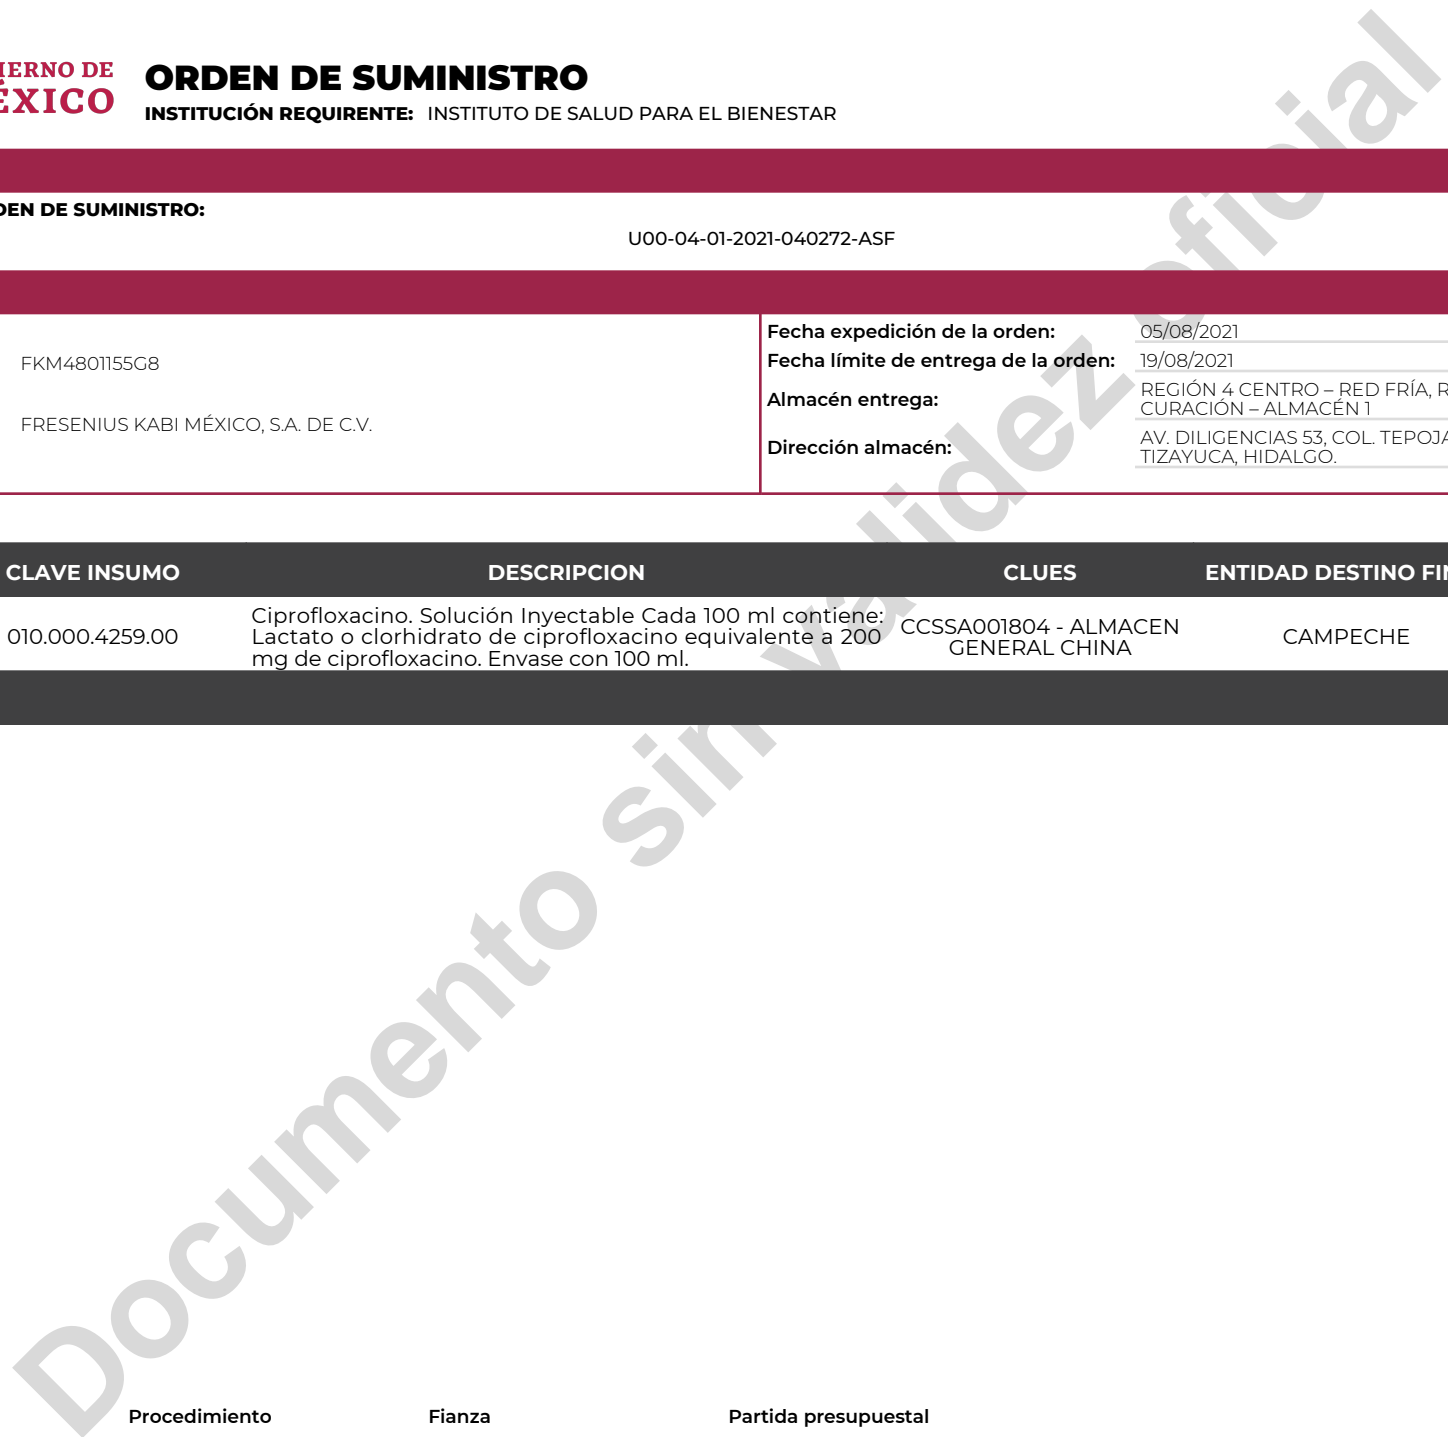 IERNO DE
ÉXICO
ORDEN DE SUMINISTRO
INSTITUCIÓN REQUIRENTE: INSTITUTO DE SALUD PARA EL BIENESTAR
DEN DE SUMINISTRO:
U00-04-01-2021-040272-ASF
FKM4801155G8
FRESENIUS KABI MÉXICO, S.A. DE C.V.
Fecha expedición de la orden: 05/08/2021
Fecha límite de entrega de la orden: 19/08/2021
Almacén entrega: REGIÓN 4 CENTRO – RED FRÍA, R
CURACIÓN – ALMACÉN 1
Dirección almacén: AV. DILIGENCIAS 53, COL. TEPOJA
TIZAYUCA, HIDALGO.
CLAVE INSUMO DESCRIPCION CLUES ENTIDAD DESTINO FIN
010.000.4259.00
Ciprofloxacino. Solución Inyectable Cada 100 ml contiene:
Lactato o clorhidrato de ciprofloxacino equivalente a 200
mg de ciprofloxacino. Envase con 100 ml.
CCSSA001804 - ALMACEN
GENERAL CHINA
CAMPECHE
Documento sin validez oficial
Procedimiento Fianza Partida presupuestal